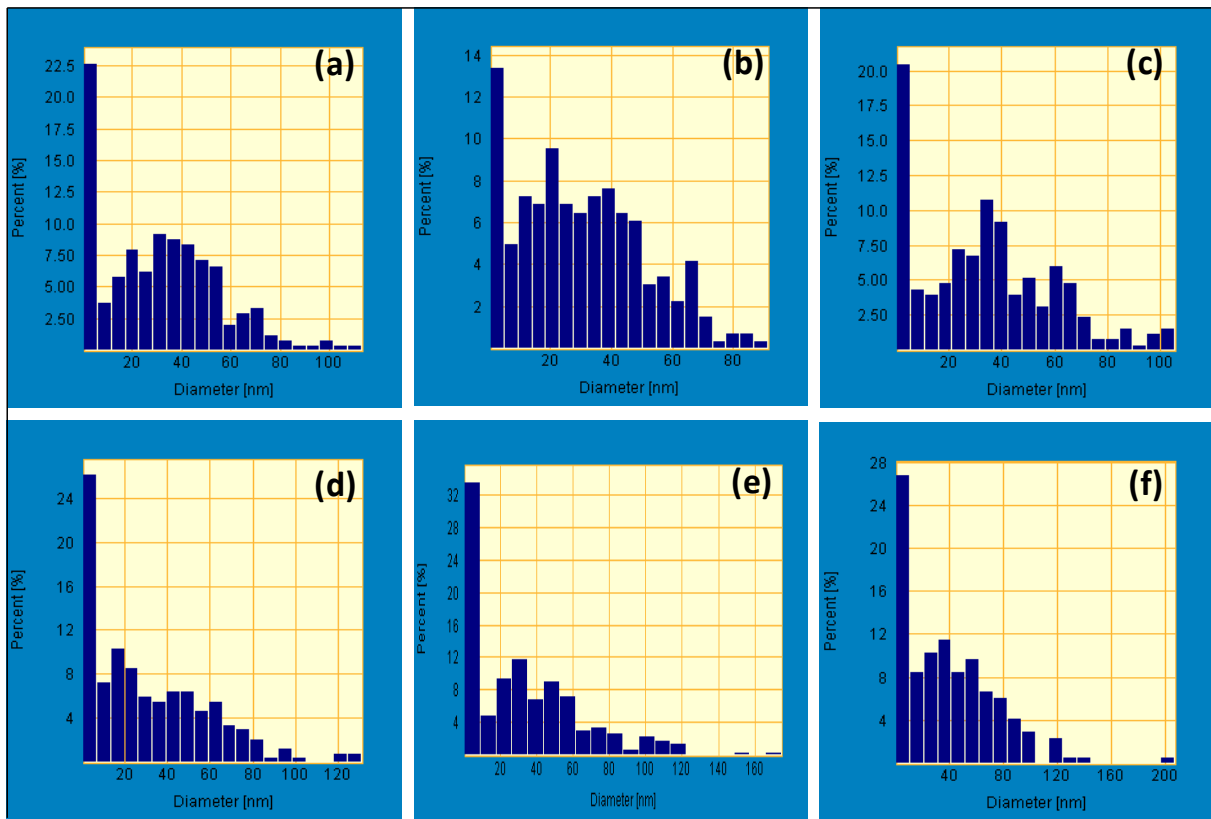 (a)
22.5
20.0
17.5
15.0
12.5
10.0
7.50
5.00
2.50
Percent [%]
20 40 60 80 100
Diameter [nm]
(b)
14
12
10
8
6
4
2
Percent [%]
20 40 60 80
Diameter [nm]
(c)
20.0
17.5
15.0
12.5
10.0
7.50
5.00
2.50
Percent [%]
20 40 60 80 100
Diameter [nm]
(d)
24
20
16
12
8
4
Percent [%]
20 40 60 80 100 120
Diameter [nm]
(e)
32
28
24
20
16
12
8
4
Percent [%]
20 40 60 80 100 120 140 160
Diameter [nm]
(f)
28
24
20
16
12
8
4
Percent [%]
40 80 120 160 200
Diameter [nm]